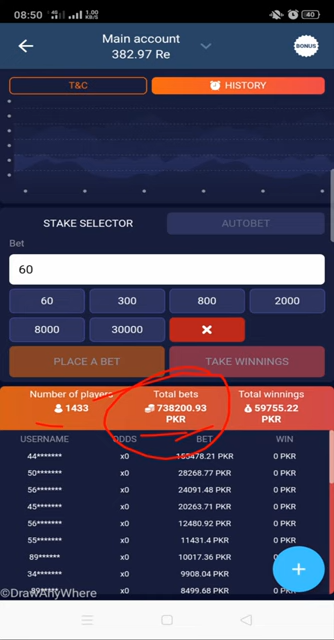 08:50 4G 1.00 KB/S 40
Main account
382.97 Re
BONUS
T&C HISTORY
STAKE SELECTOR AUTOBET
Bet
60
60 300 800 2000
8000 30000
PLACE A BET TAKE WINNINGS
Number of players Total bets Total winnings
1433 738200.93 PKR 59755.22 PKR
USERNAME ODDS BET WIN
44******* x0 PKR 0 PKR
50******* x0 28268.77 PKR 0 PKR
56******* x0 24091.48 PKR 0 PKR
45******* x0 20263.71 PKR 0 PKR
56******* x0 12480.92 PKR 0 PKR
55******* x0 11431.4 PKR 0 PKR
89****** x0 10017.36 PKR
34******* x0 9908.04 PKR
x0 8499.68 PKR
©DrawAnyWhere